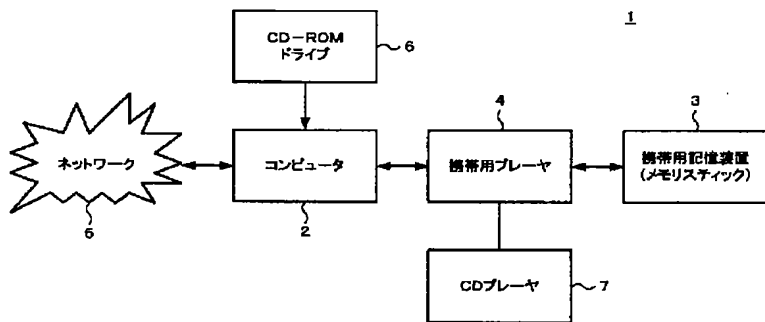 1
CD-ROM
ドライブ
6
4
3
ネットワーク
コンピュータ
携帯用プレーヤ
携帯用記憶装置
(メモリスティック)
6
2
CDプレーヤ
7